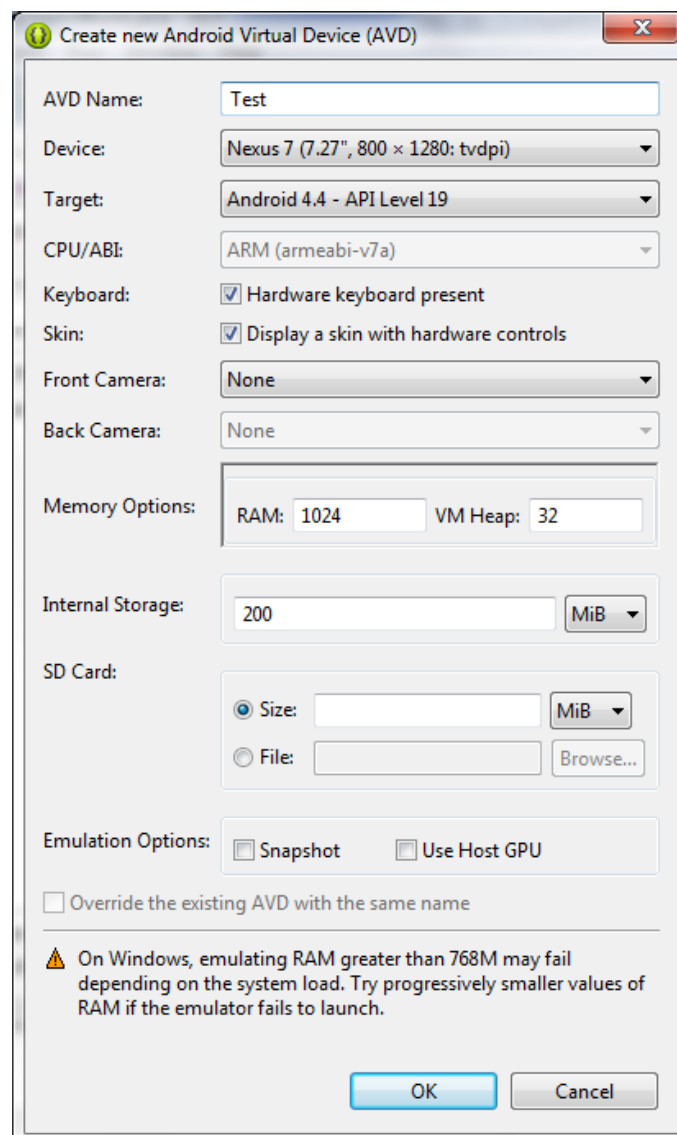 Create new Android Virtual Device (AVD)
AVD Name: Test
Device: Nexus 7 (7.27", 800 × 1280: tvdpi)
Target: Android 4.4 - API Level 19
CPU/ABI: ARM (armeabi-v7a)
Keyboard: Hardware keyboard present
Skin: Display a skin with hardware controls
Front Camera: None
Back Camera: None
Memory Options: RAM: 1024 VM Heap: 32
Internal Storage: 200 MiB
SD Card:
Size: MiB
File: Browse...
Emulation Options: Snapshot Use Host GPU
Override the existing AVD with the same name
On Windows, emulating RAM greater than 768M may fail
depending on the system load. Try progressively smaller values of
RAM if the emulator fails to launch.
OK Cancel